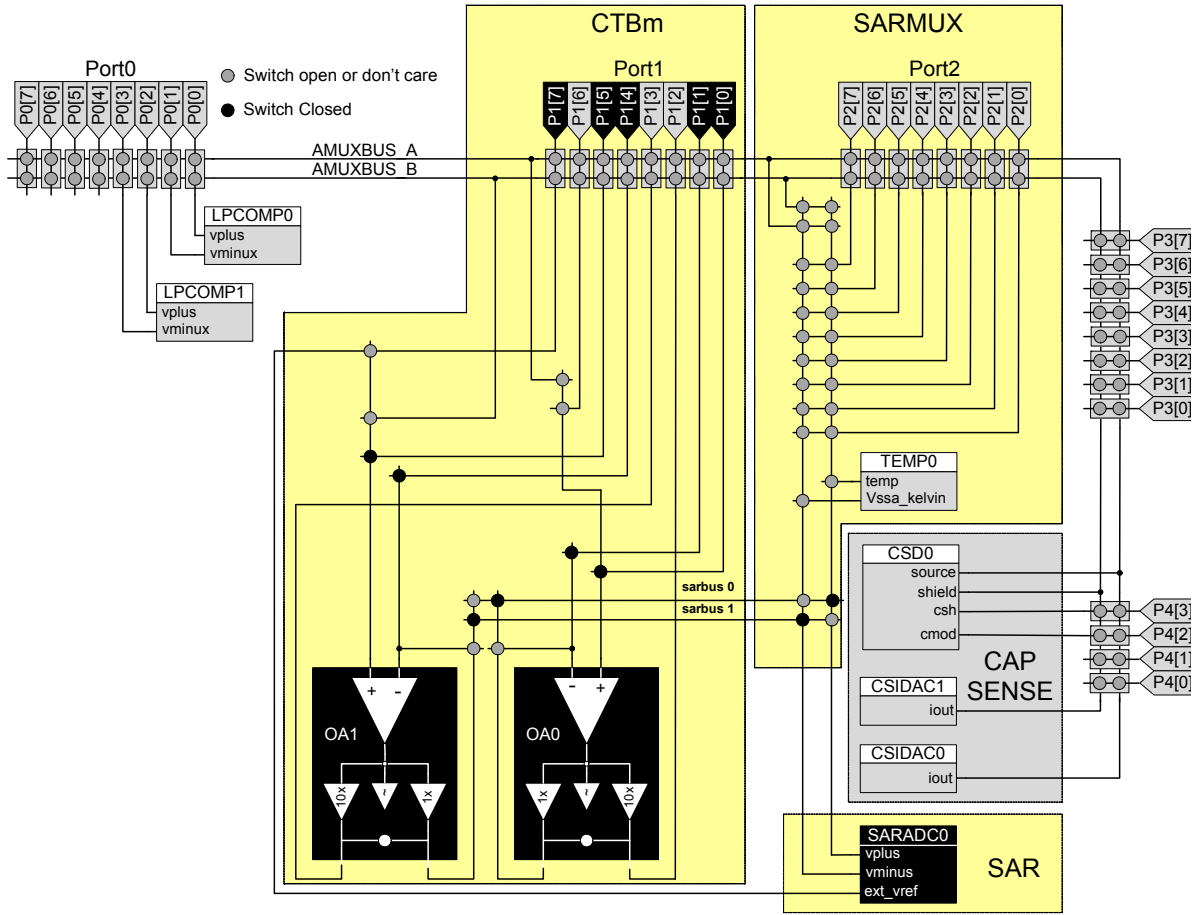 CTBm
SARMUX
Port0
Switch open or don't care
Switch Closed
Port1
Port2
P0[7]
P0[6]
P0[5]
P0[4]
P0[3]
P0[2]
P0[1]
P0[0]
P1[7]
P1[6]
P1[5]
P1[4]
P1[3]
P1[2]
P1[1]
P1[0]
P2[7]
P2[6]
P2[5]
P2[4]
P2[3]
P2[2]
P2[1]
P2[0]
AMUXBUS_A
AMUXBUS_B
LPCOMP0
vplus
vminux
LPCOMP1
vplus
vminux
P3[7]
P3[6]
P3[5]
P3[4]
P3[3]
P3[2]
P3[1]
P3[0]
TEMP0
temp
Vssa_kelvin
sarbus 0
sarbus 1
CSD0
source
shield
csh
cmod
P4[3]
P4[2]
P4[1]
P4[0]
CAP
SENSE
CSIDAC1
iout
CSIDAC0
iout
+
-
OA1
10x
~
1x
-
+
OA0
1x
~
10x
SARADC0
vplus
vminus
ext_vref
SAR